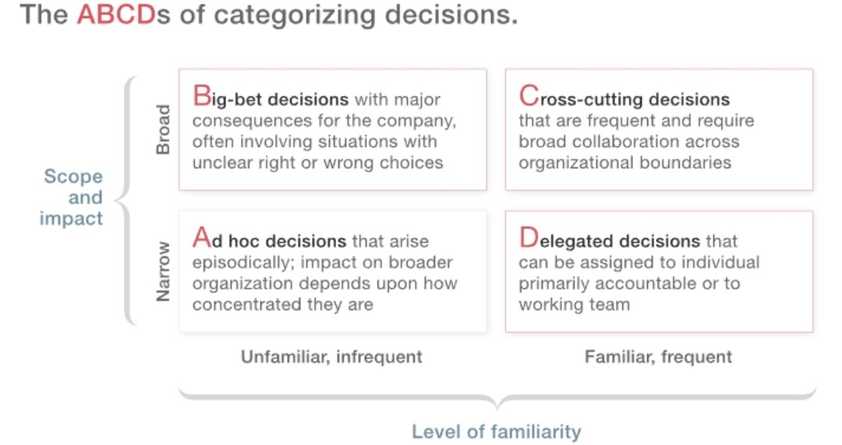 The ABCDs of categorizing decisions.
Scope
and
impact
Broad
Big-bet decisions with major
consequences for the company,
often involving situations with
unclear right or wrong choices
Cross-cutting decisions
that are frequent and require
broad collaboration across
organizational boundaries
Narrow
Ad hoc decisions that arise
episodically; impact on broader
organization depends upon how
concentrated they are
Delegated decisions that
can be assigned to individual
primarily accountable or to
working team
Unfamiliar, infrequent
Familiar, frequent
Level of familiarity